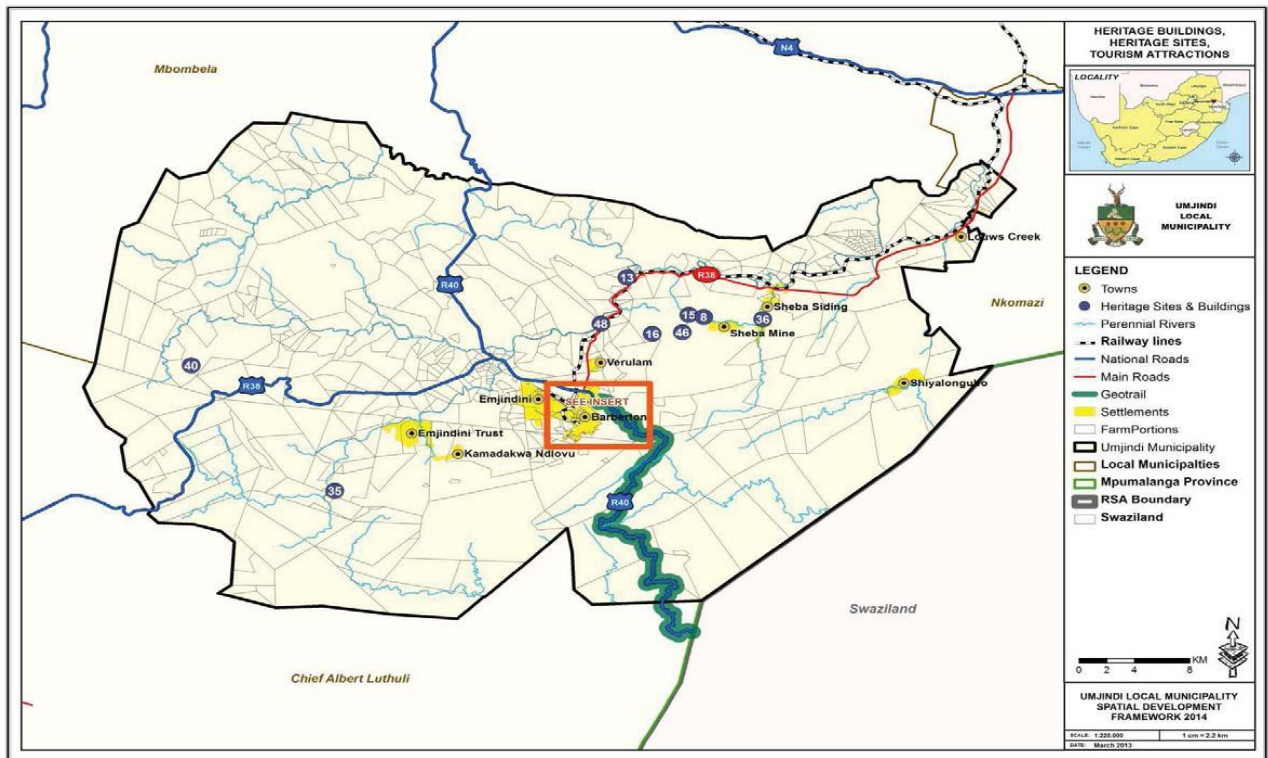 Mbombela
N4
HERITAGE BUILDINGS,
HERITAGE SITES,
TOURISM ATTRACTIONS
LOCALITY
UMJINDI
LOCAL
MUNICIPALITY
Louws Creek
R40
13
R38
Nkomazi
Sheba Siding
15
8
36
48
16
46
Sheba Mine
40
Verulam
R38
Shiyalongubo
Emjindini
SEE INSERT
Barberton
Emjindini Trust
Kamadakwa Ndlovu
35
R40
LEGEND
Towns
Heritage Sites & Buildings
Perennial Rivers
Railway lines
National Roads
Main Roads
Geotrail
Settlements
FarmPortions
Umjindi Municipality
Local Municipalties
Mpumalanga Province
RSA Boundary
Swaziland
Swaziland
Chief Albert Luthuli
N
KM
0 2 4 8
UMJINDI LOCAL MUNICIPALITY
SPATIAL DEVELOPMENT
FRAMEWORK 2014
SCALE: 1:220,000 1 cm = 2.2 km
DATE: March 2013